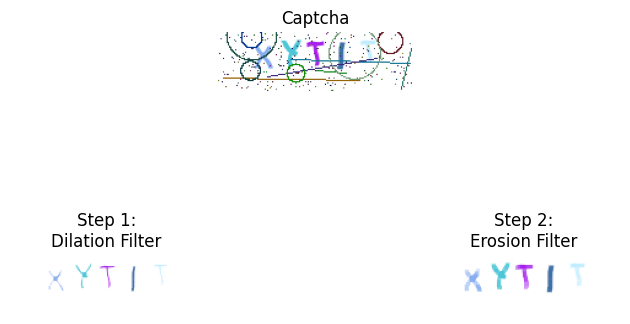 Captcha
XYTIT
Step 1:
Dilation Filter
Step 2:
Erosion Filter
XYTIT
XYTIT